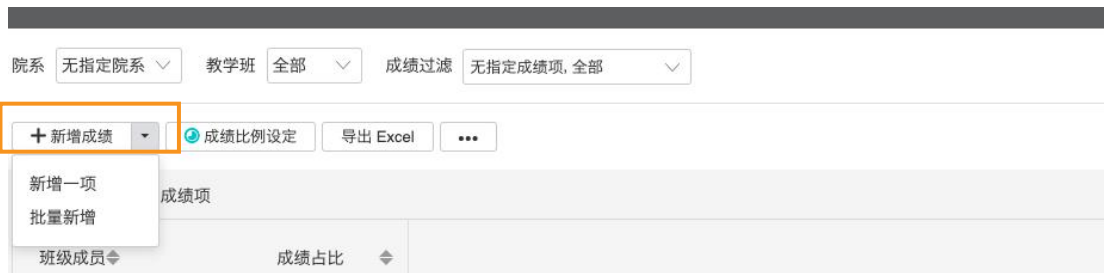 院系 无指定院系 教学班 全部 成绩过滤 无指定成绩项, 全部
新增成绩 成绩比例设定 导出 Excel •••
新增一项
成绩项
批量新增
班级成员 成绩占比